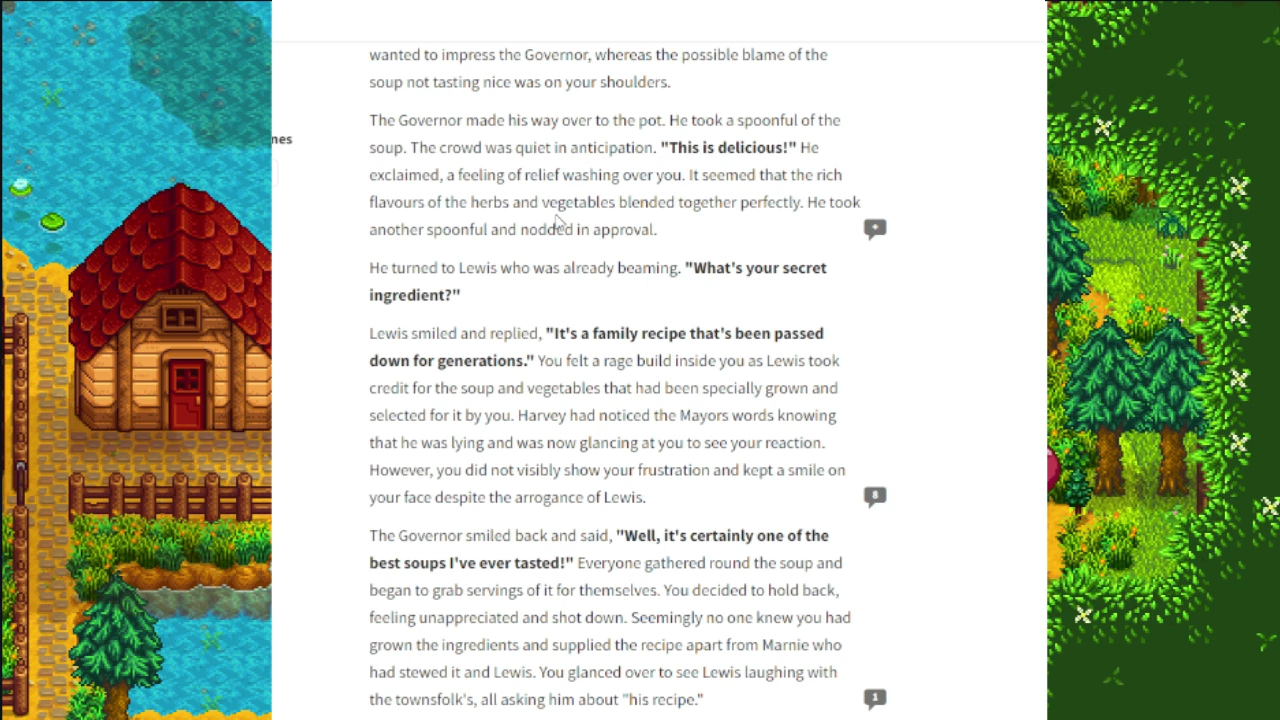 wanted to impress the Governor, whereas the possible blame of the
soup not tasting nice was on your shoulders.
The Governor made his way over to the pot. He took a spoonful of the
nes
soup. The crowd was quiet in anticipation. "This is delicious!" He
exclaimed, a feeling of relief washing over you. It seemed that the rich
flavours of the herbs and vegetables blended together perfectly. He took
another spoonful and nodded in approval.
+
He turned to Lewis who was already beaming. "What's your secret
ingredient?"
Lewis smiled and replied, "It's a family recipe that's been passed
down for generations." You felt a rage build inside you as Lewis took
credit for the soup and vegetables that had been specially grown and
selected for it by you. Harvey had noticed the Mayors words knowing
that he was lying and was now glancing at you to see your reaction.
However, you did not visibly show your frustration and kept a smile on
your face despite the arrogance of Lewis.
8
The Governor smiled back and said, "Well, it's certainly one of the
best soups I've ever tasted!" Everyone gathered round the soup and
began to grab servings of it for themselves. You decided to hold back,
feeling unappreciated and shot down. Seemingly no one knew you had
grown the ingredients and supplied the recipe apart from Marnie who
had stewed it and Lewis. You glanced over to see Lewis laughing with
the townsfolk's, all asking him about "his recipe."
1